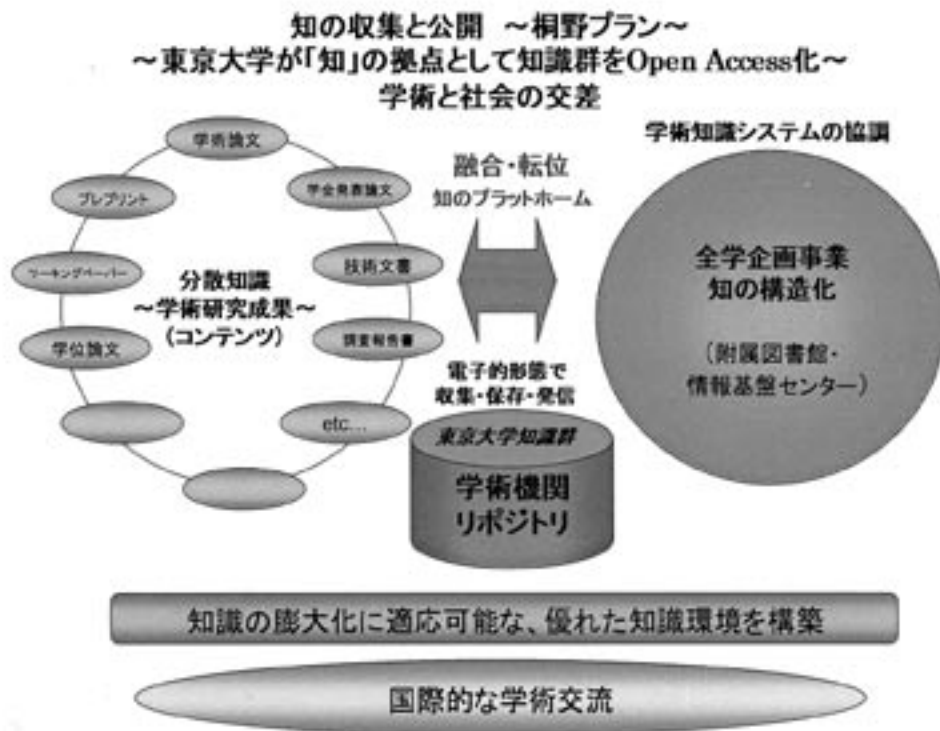 知の収集と公開 ～桐野プラン～
～東京大学が「知」の拠点として知識群をOpen Access化～
学術と社会の交差
学術論文
プレプリント
学会発表論文
ワーキングペーパー
技術文書
分散知識
～学術研究成果～
（コンテンツ）
学位論文
調査報告書
etc...
融合・転位
知のプラットホーム
電子的形態で
収集・保存・発信
東京大学知識群
学術機関
リポジトリ
学術知識システムの協調
全学企画事業
知の構造化
（附属図書館・
情報基盤センター）
知識の膨大化に適応可能な、優れた知識環境を構築
国際的な学術交流